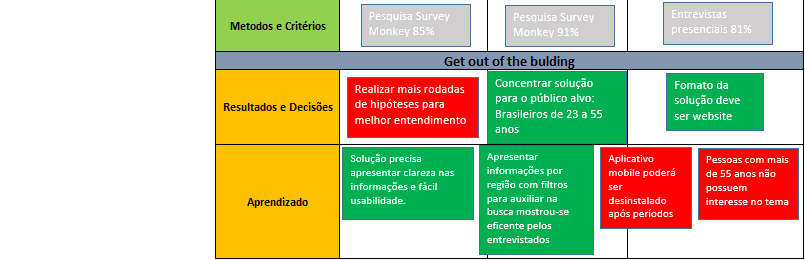 Metodos e Critérios
Pesquisa Survey
Monkey 85%
Pesquisa Survey
Monkey 91%
Entrevistas
presenciais 81%
Get out of the bulding
Resultados e Decisões
Realizar mais rodadas
de hipóteses para
melhor entendimento
Concentrar solução
para o público alvo:
Brasileiros de 23 a 55
anos
Fomato da
solução deve
ser website
Aprendizado
Solução precisa
apresentar clareza nas
informações e fácil
usabilidade.
Apresentar
informações por
região com filtros
para auxiliar na
busca mostrou-se
eficente pelos
entrevistados
Aplicativo
mobile poderá
ser
desinstalado
após períodos
Pessoas com mais
de 55 anos não
possuem
interesse no tema